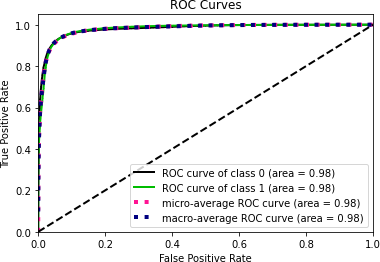 ROC Curves
1.0
0.8
0.6
0.4
0.2
0.0
True Positive Rate
ROC curve of class 0 (area = 0.98)
ROC curve of class 1 (area = 0.98)
micro-average ROC curve (area = 0.98)
macro-average ROC curve (area = 0.98)
0.0 0.2 0.4 0.6 0.8 1.0
False Positive Rate